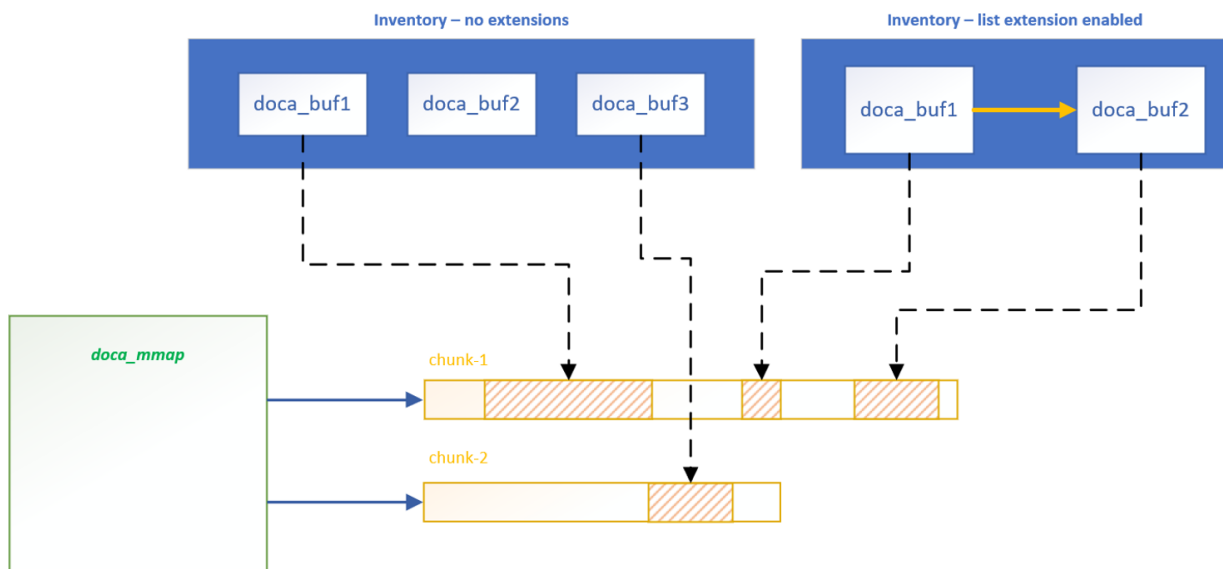 Inventory – no extensions
Inventory – list extension enabled
doca_buf1
doca_buf2
doca_buf3
doca_buf1
doca_buf2
doca_mmap
chunk-1
chunk-2